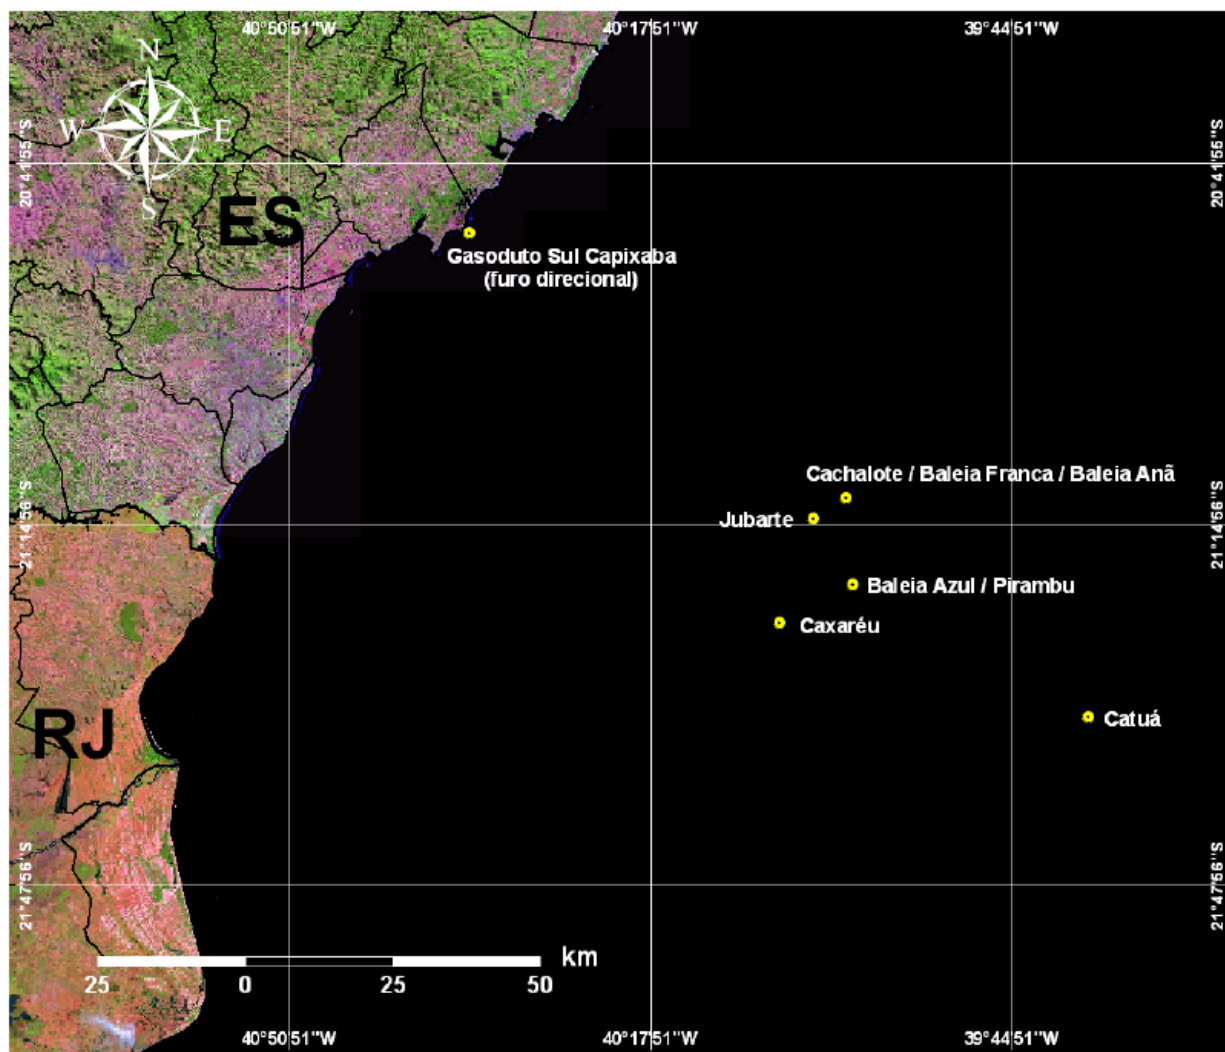 40°50'51"W 40°17'51"W 39°44'51"W
N
W E
S
20°41'55"S 20°41'55"S
ES
Gasoduto Sul Capixaba
(furo direcional)
Cachalote / Baleia Franca / Baleia Anã
Jubarte
21°14'56"S 21°14'56"S
Baleia Azul / Pirambu
Caxaréu
RJ
Catuá
21°47'56"S 21°47'56"S
km
25 0 25 50
40°50'51"W 40°17'51"W 39°44'51"W